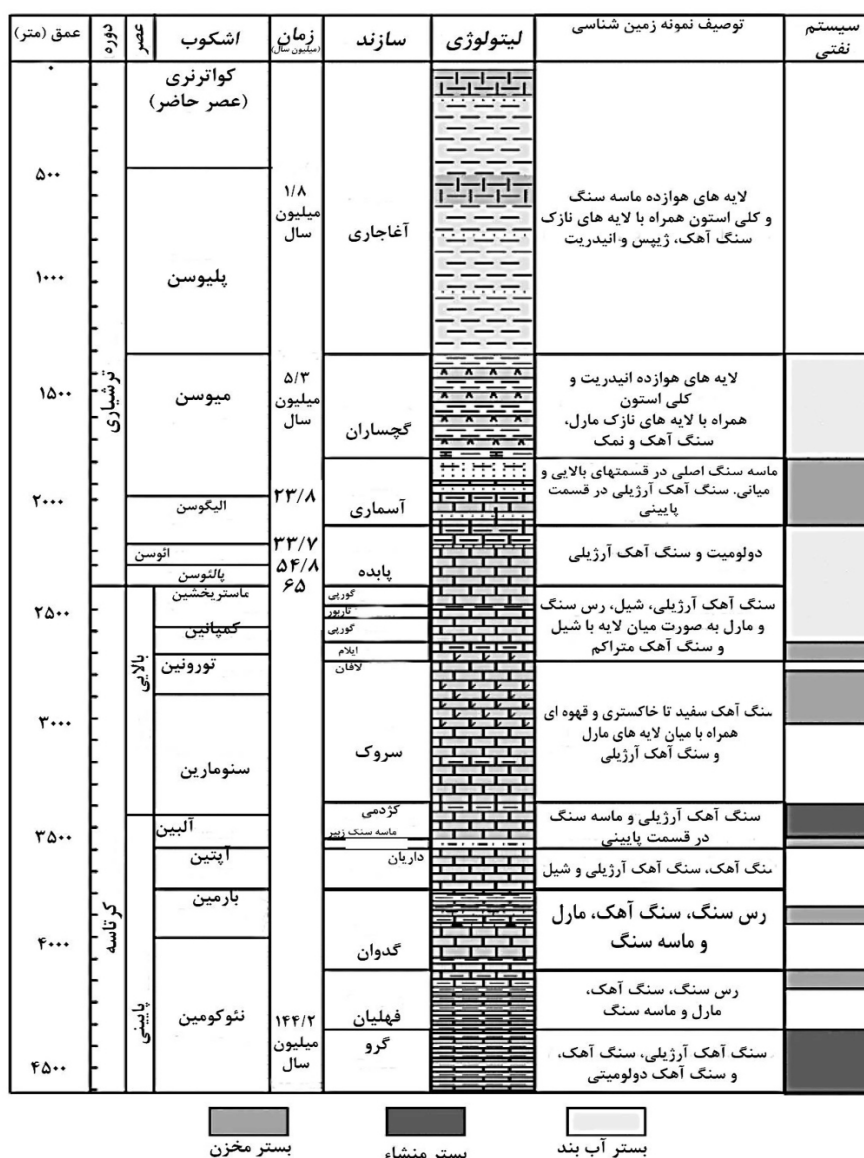 عمق (متر)
دوره
عصر
اشکوب
زمان
(میلیون سال)
سازند
لیتولوژی
توصیف نمونه زمین شناسی
سیستم
نفتی
۰
۵۰۰
۱۰۰۰
۱۵۰۰
۲۰۰۰
۲۵۰۰
۳۰۰۰
۳۵۰۰
۴۰۰۰
۴۵۰۰
ترشیاری
کرتاسه
بالایی
پایینی
کواترنری
(عصر حاضر)
پلیوسن
میوسن
الیگوسن
ائوسن
پالئوسن
ماستریخشین
کمپانین
تورونین
سنومارین
آلبین
آپتین
بارمین
نئوکومین
۱/۸
میلیون
سال
۵/۳
میلیون
سال
۲۳/۸
۳۳/۷
۵۴/۸
۶۵
۱۴۴/۲
میلیون
سال
آغاجاری
گچساران
آسماری
پابده
گورپی
تاربور
گورپی
ایلام
لافان
سروک
کژدمی
ماسه سنگ زبیر
داریان
گدوان
فهلیان
گرو
لایه های هوازده ماسه سنگ
و کلی استون همراه با لایه های نازک
سنگ آهک، ژیپس و انیدریت
لایه های هوازده انیدریت و
کلی استون
همراه با لایه های نازک مارل،
سنگ آهک و نمک
ماسه سنگ اصلی در قسمتهای بالایی و
میانی. سنگ آهک آرژیلی در قسمت
پایینی
دولومیت و سنگ آهک آرژیلی
سنگ آهک آرژیلی، شیل، رس سنگ
و مارل به صورت میان لایه با شیل
و سنگ آهک متراکم
سنگ آهک سفید تا خاکستری و قهوه ای
همراه با میان لایه های مارل
و سنگ آهک آرژیلی
سنگ آهک آرژیلی و ماسه سنگ
در قسمت پایینی
سنگ آهک، سنگ آهک آرژیلی و شیل
رس سنگ، سنگ آهک، مارل
و ماسه سنگ
رس سنگ، سنگ آهک،
مارل و ماسه سنگ
سنگ آهک آرژیلی، سنگ آهک،
و سنگ آهک دولومیتی
بستر آب بند
بستر منشاء
بستر مخزن